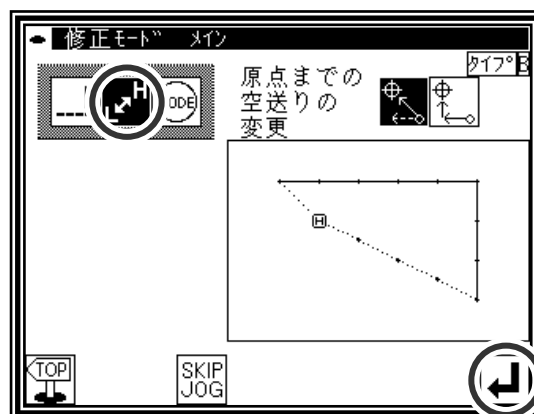 修正ﾓｰﾄﾞ ﾒｲﾝ
ﾀｲﾌﾟB
H
L
ODE
原点までの
空送りの
変更
H
TOP
SKIP
JOG